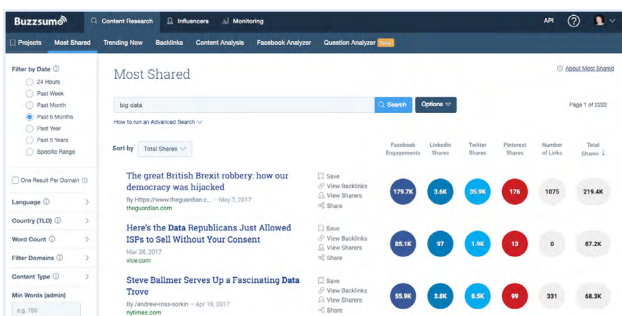 Buzzsumo Content Research Influencers Monitoring API ?
Projects Most Shared Trending Now Backlinks Content Analysis Facebook Analyzer Question Analyzer New
Filter by Date
24 Hours
Past Week
Past Month
Past 6 Months
Past Year
Past 5 Years
Specific Range
One Result Per Domain
Language
Country (TLD)
Word Count
Filter Domains
Content Type
Min Words (admin)
e.g. 750
Most Shared
About Most Shared
big data Search Options
Page 1 of 2222
How to run an Advanced Search
Sort by Total Shares
Facebook Engagements
LinkedIn Shares
Twitter Shares
Pinterest Shares
Number of Links
Total Shares ↓
The great British Brexit robbery: how our
democracy was hijacked
By Https://www.theguardian.c... – May 7, 2017
theguardian.com
Save
View Backlinks
View Sharers
Share
179.7K 3.6K 35.9K 176 1075 219.4K
Here's the Data Republicans Just Allowed
ISPs to Sell Without Your Consent
Mar 28, 2017
vice.com
Save
View Backlinks
View Sharers
Share
85.1K 97 1.9K 13 0 87.2K
Steve Ballmer Serves Up a Fascinating Data
Trove
By /andrew-ross-sorkin – Apr 18, 2017
nytimes.com
Save
View Backlinks
View Sharers
Share
55.9K 3.8K 8.5K 99 331 68.3K